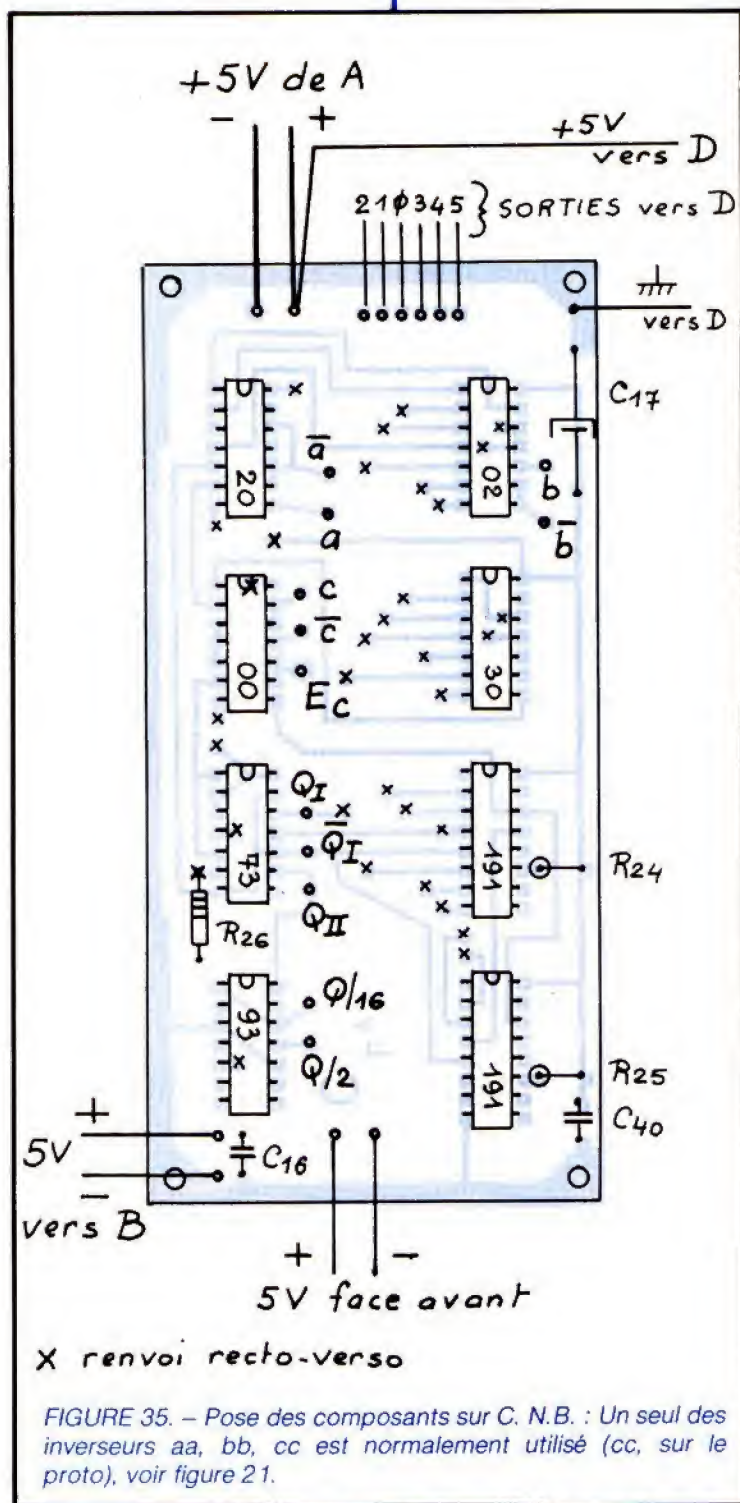 +5V de A
- +
+5V
vers D
2 1 ϕ 3 4 5 } SORTIES vers D
vers D
C17
20
a̅
a
02
b
b̅
00
c
c̅
Ec
30
73
QI
Q̅I
QII
191
R24
R26
93
Q/16
Q/2
191
R25
C40
+
5V
-
vers B
C16
+ -
5V face avant
X renvoi recto-verso
FIGURE 35. – Pose des composants sur C. N.B. : Un seul des
inverseurs aa, bb, cc est normalement utilisé (cc, sur le
proto), voir figure 21.